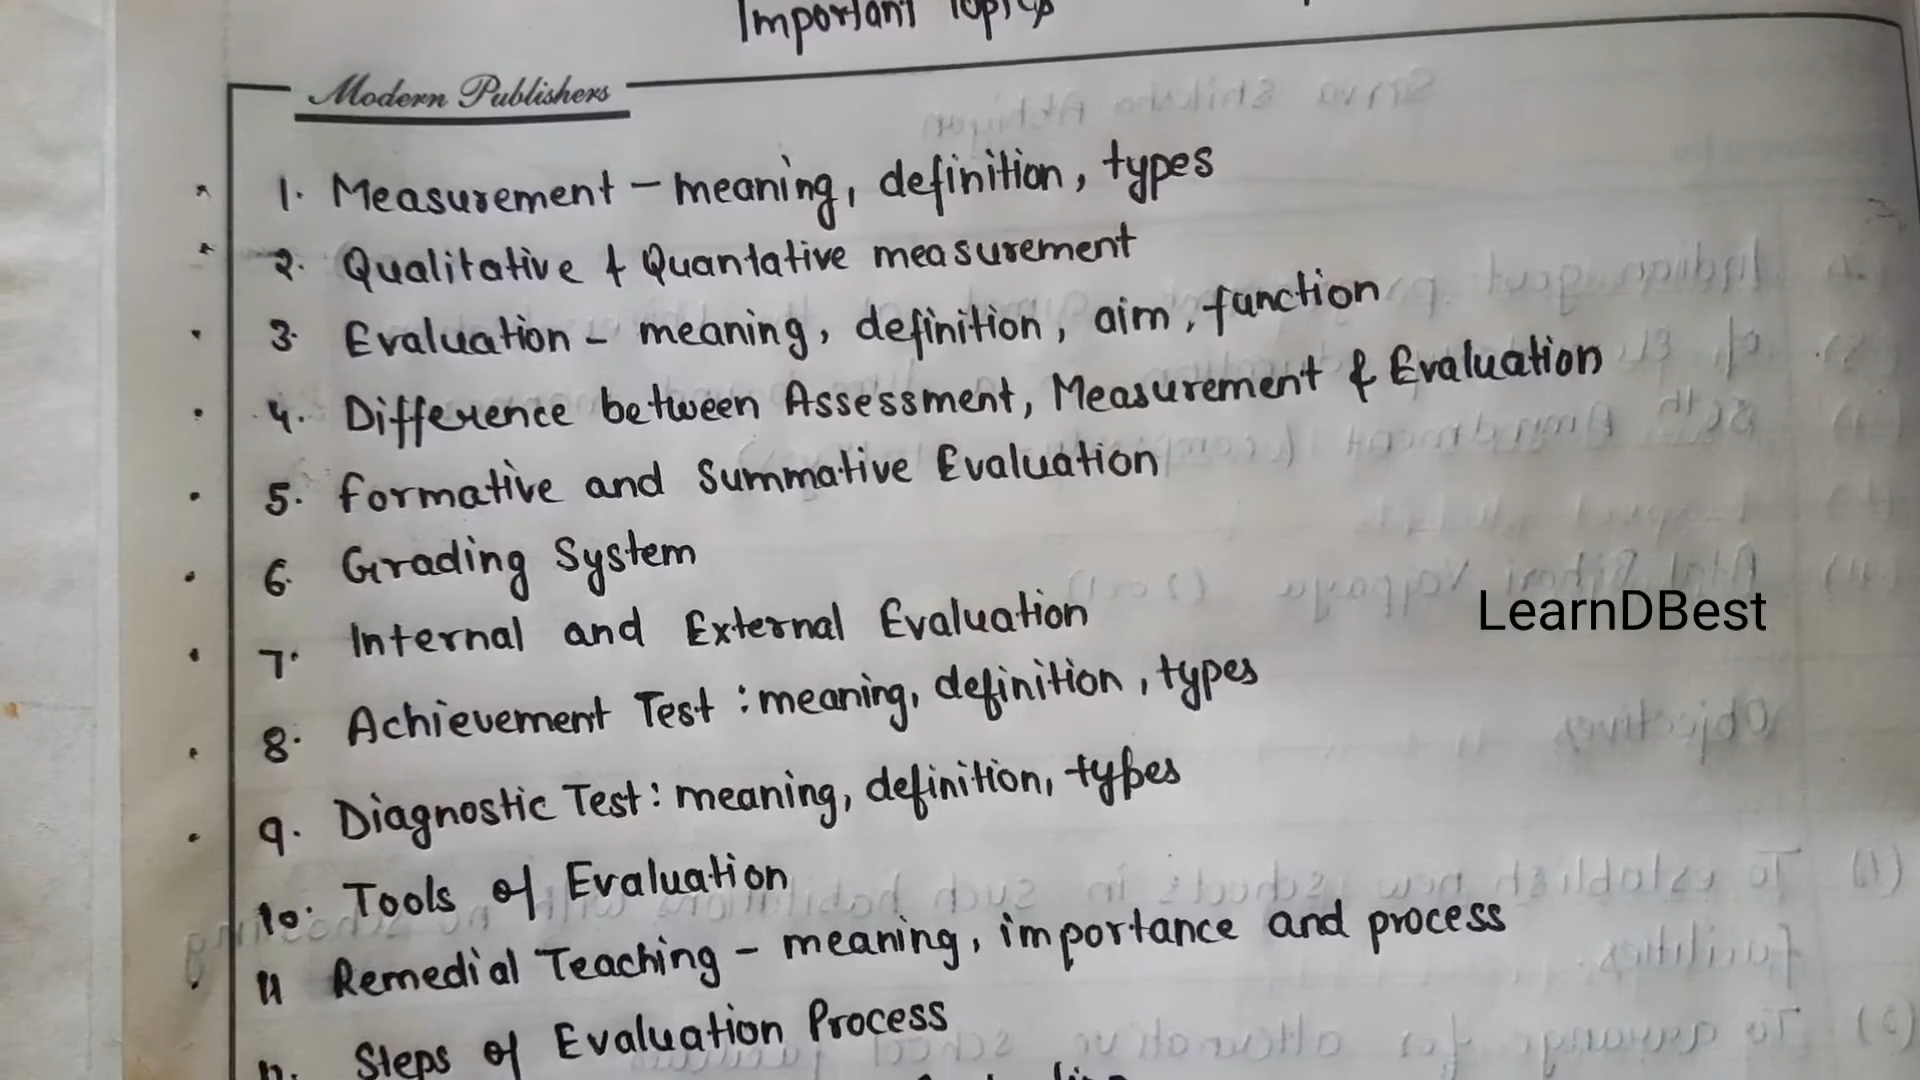 Important Topics
Modern Publishers
1. Measurement - meaning, definition, types
2. Qualitative & Quantative measurement
3. Evaluation - meaning, definition, aim, function
4. Difference between Assessment, Measurement & Evaluation
5. Formative and Summative Evaluation
6. Grading System
7. Internal and External Evaluation
LearnDBest
8. Achievement Test : meaning, definition, types
9. Diagnostic Test : meaning, definition, types
10. Tools of Evaluation
11 Remedial Teaching - meaning, importance and process
Steps of Evaluation Process